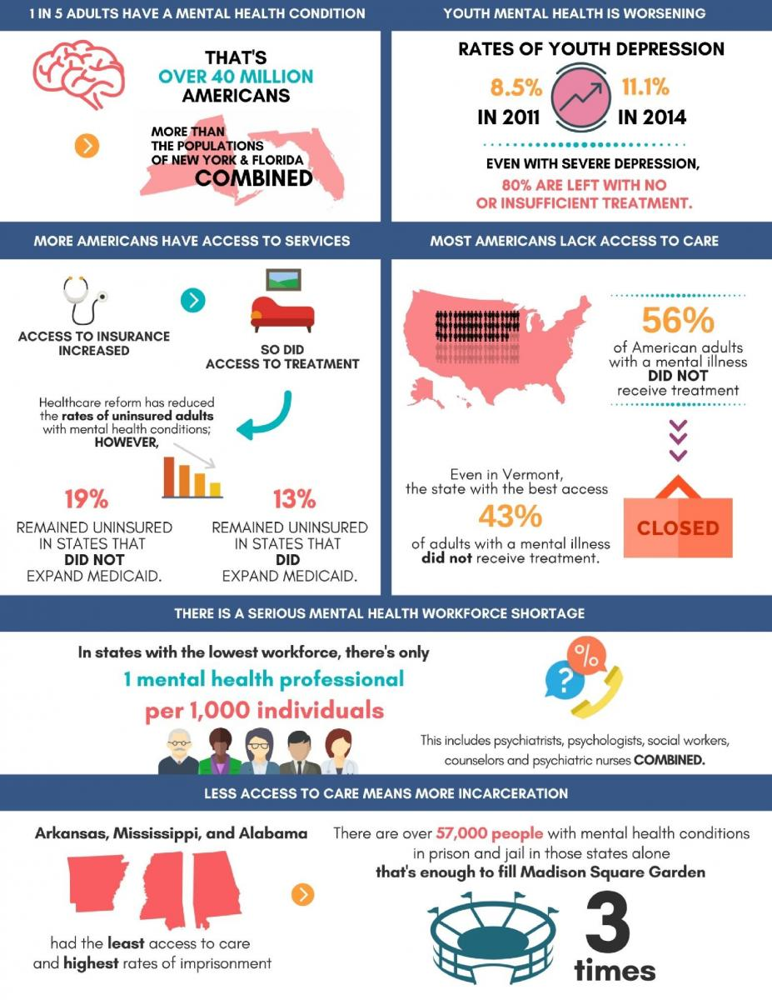 1 IN 5 ADULTS HAVE A MENTAL HEALTH CONDITION
THAT'S
OVER 40 MILLION
AMERICANS
MORE THAN
THE POPULATIONS
OF NEW YORK & FLORIDA
COMBINED
YOUTH MENTAL HEALTH IS WORSENING
RATES OF YOUTH DEPRESSION
8.5%
IN 2011
11.1%
IN 2014
EVEN WITH SEVERE DEPRESSION,
80% ARE LEFT WITH NO
OR INSUFFICIENT TREATMENT.
MORE AMERICANS HAVE ACCESS TO SERVICES
ACCESS TO INSURANCE
INCREASED
SO DID
ACCESS TO TREATMENT
Healthcare reform has reduced
the rates of uninsured adults
with mental health conditions;
HOWEVER,
19%
REMAINED UNINSURED
IN STATES THAT
DID NOT
EXPAND MEDICAID.
13%
REMAINED UNINSURED
IN STATES THAT
DID
EXPAND MEDICAID.
MOST AMERICANS LACK ACCESS TO CARE
56%
of American adults
with a mental illness
DID NOT
receive treatment
Even in Vermont,
the state with the best access
43%
of adults with a mental illness
did not receive treatment.
CLOSED
THERE IS A SERIOUS MENTAL HEALTH WORKFORCE SHORTAGE
In states with the lowest workforce, there's only
1 mental health professional
per 1,000 individuals
?
%
This includes psychiatrists, psychologists, social workers,
counselors and psychiatric nurses COMBINED.
LESS ACCESS TO CARE MEANS MORE INCARCERATION
Arkansas, Mississippi, and Alabama
had the least access to care
and highest rates of imprisonment
There are over 57,000 people with mental health conditions
in prison and jail in those states alone
that's enough to fill Madison Square Garden
3
times